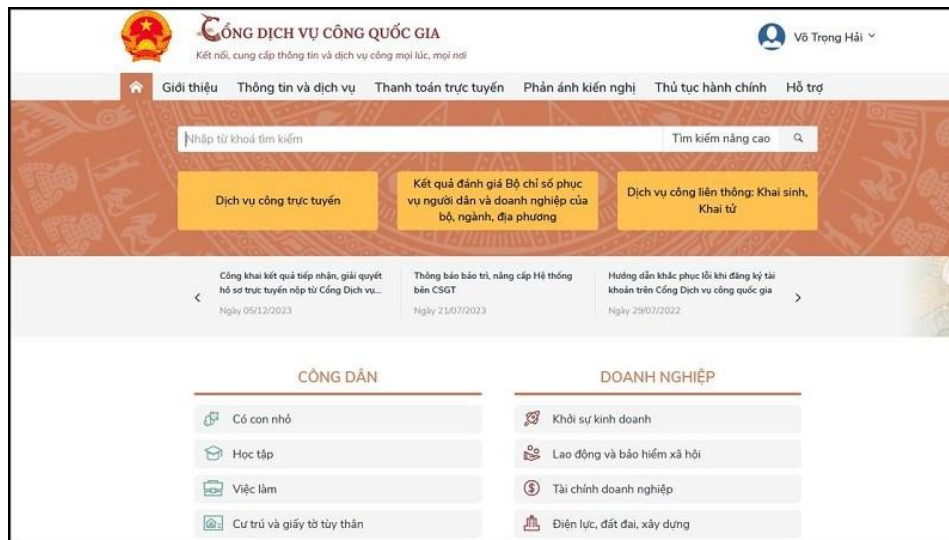 CỔNG DỊCH VỤ CÔNG QUỐC GIA
Kết nối, cung cấp thông tin và dịch vụ công mọi lúc, mọi nơi
Võ Trọng Hải
Giới thiệu Thông tin và dịch vụ Thanh toán trực tuyến Phản ánh kiến nghị Thủ tục hành chính Hỗ trợ
Nhập từ khoá tìm kiếm Tìm kiếm nâng cao
Dịch vụ công trực tuyến
Kết quả đánh giá Bộ chỉ số phục
vụ người dân và doanh nghiệp của
bộ, ngành, địa phương
Dịch vụ công liên thông: Khai sinh,
Khai tử
Công khai kết quả tiếp nhận, giải quyết
hồ sơ trực tuyến nộp từ Cổng Dịch vụ...
Ngày 05/12/2023
Thông báo bảo trì, nâng cấp Hệ thống
bên CSGT
Ngày 21/07/2023
Hướng dẫn khắc phục lỗi khi đăng ký tài
khoản trên Cổng Dịch vụ công quốc gia
Ngày 29/07/2022
CÔNG DÂN
Có con nhỏ
Học tập
Việc làm
Cư trú và giấy tờ tùy thân
DOANH NGHIỆP
Khởi sự kinh doanh
Lao động và bảo hiểm xã hội
Tài chính doanh nghiệp
Điện lực, đất đai, xây dựng